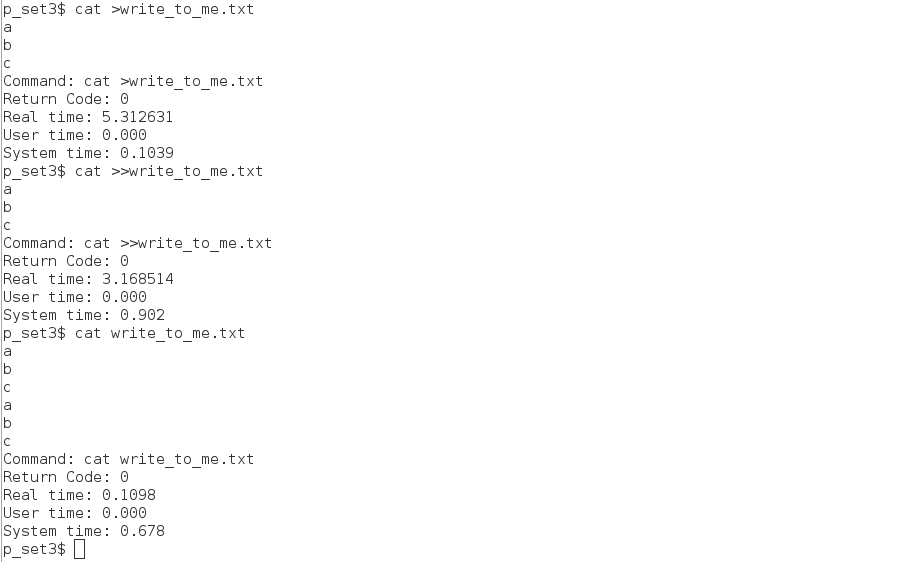 p_set3$ cat >write_to_me.txt
a
b
c
Command: cat >write_to_me.txt
Return Code: 0
Real time: 5.312631
User time: 0.000
System time: 0.1039
p_set3$ cat >>write_to_me.txt
a
b
c
Command: cat >>write_to_me.txt
Return Code: 0
Real time: 3.168514
User time: 0.000
System time: 0.902
p_set3$ cat write_to_me.txt
a
b
c
a
b
c
Command: cat write_to_me.txt
Return Code: 0
Real time: 0.1098
User time: 0.000
System time: 0.678
p_set3$